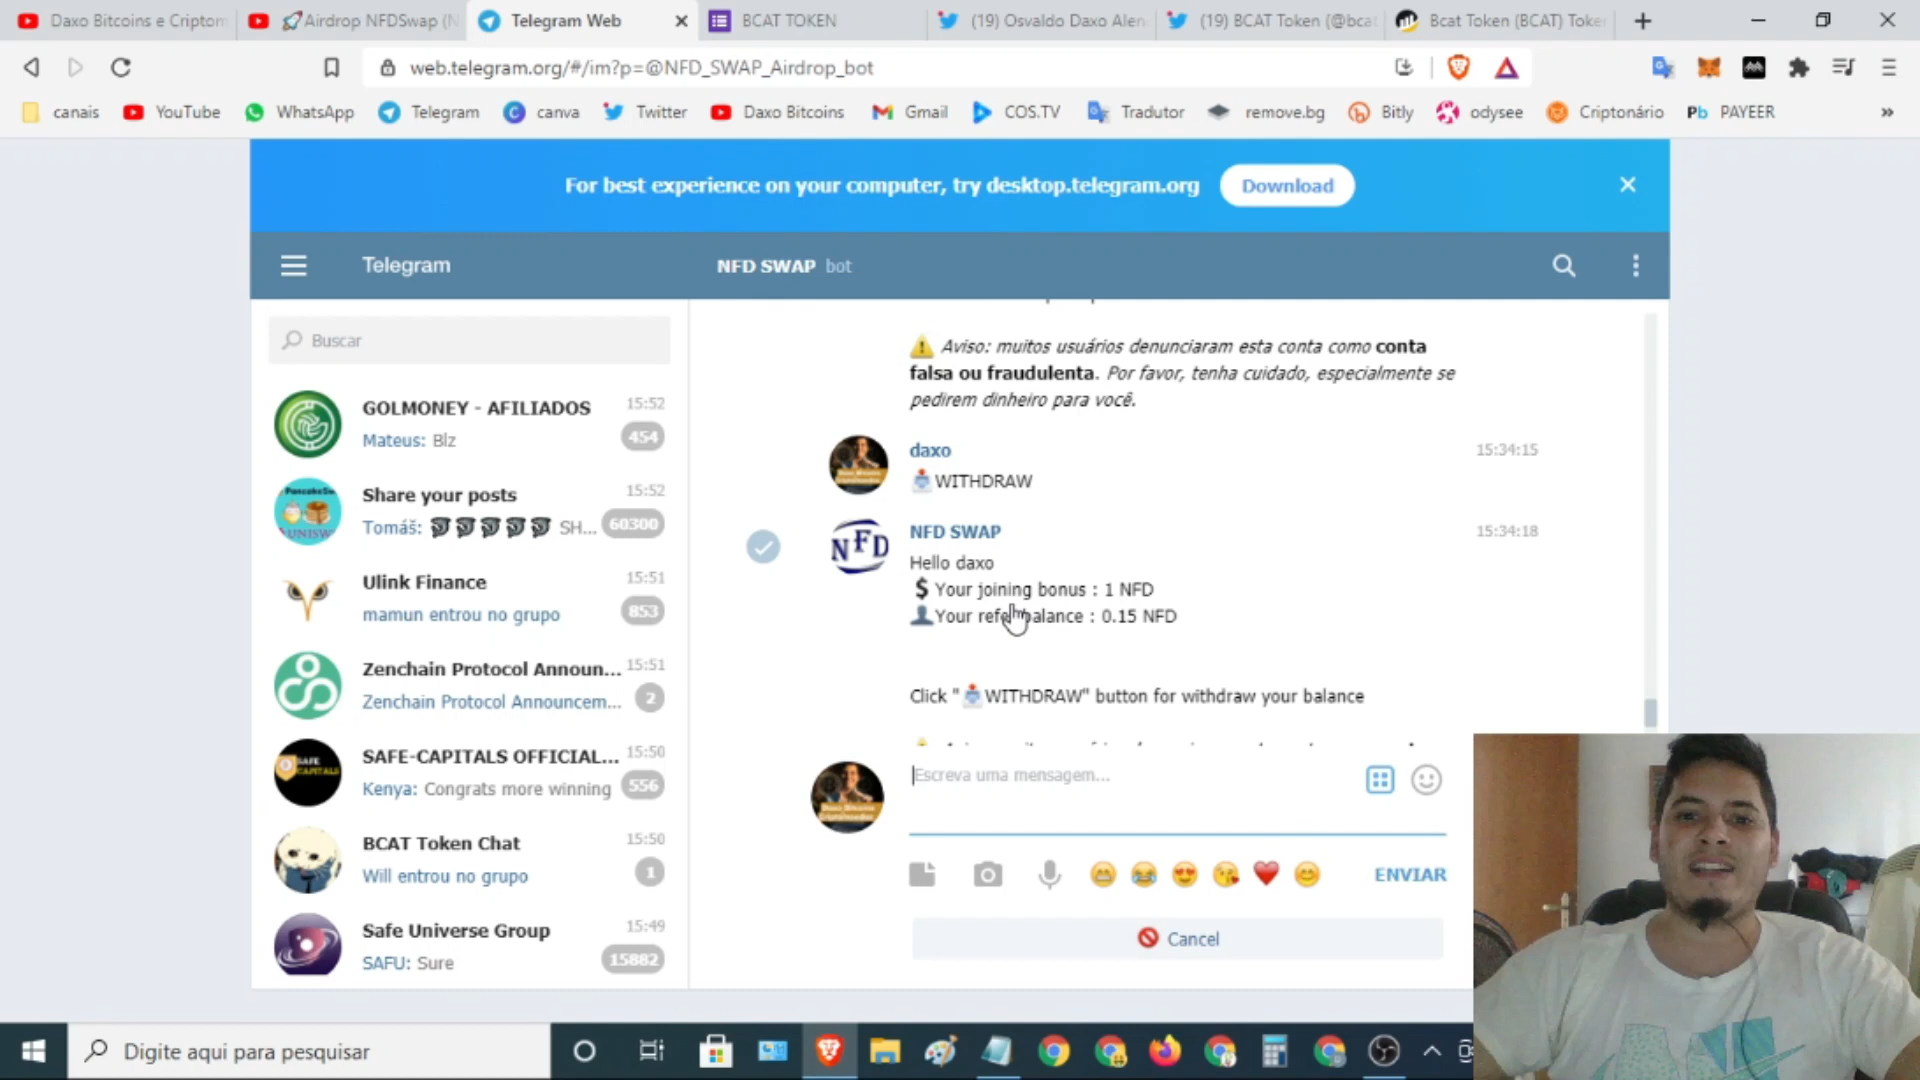 Daxo Bitcoins e Criptom
Airdrop NFDSwap (N
Telegram Web
BCAT TOKEN
(19) Osvaldo Daxo Alen
(19) BCAT Token (@bcat
Bcat Token (BCAT) Toke
web.telegram.org/#/im?p=@NFD_SWAP_Airdrop_bot
canais
YouTube
WhatsApp
Telegram
canva
Twitter
Daxo Bitcoins
Gmail
COS.TV
Tradutor
remove.bg
Bitly
odysee
Criptonário
Pb PAYEER
For best experience on your computer, try desktop.telegram.org
Download
Telegram
NFD SWAP bot
Buscar
GOLMONEY - AFILIADOS 15:52
Mateus: Blz 454
Share your posts 15:52
Tomáš: SH... 60300
Ulink Finance 15:51
mamun entrou no grupo 853
Zenchain Protocol Announ... 15:51
Zenchain Protocol Announcem... 2
SAFE-CAPITALS OFFICIAL... 15:50
Kenya: Congrats more winning 556
BCAT Token Chat 15:50
Will entrou no grupo 1
Safe Universe Group 15:49
SAFU: Sure 15882
⚠️ Aviso: muitos usuários denunciaram esta conta como conta
falsa ou fraudulenta. Por favor, tenha cuidado, especialmente se
pedirem dinheiro para você.
daxo 15:34:15
📩WITHDRAW
NFD
NFD SWAP 15:34:18
Hello daxo
💲Your joining bonus : 1 NFD
👤Your refer balance : 0.15 NFD
Click "📩WITHDRAW" button for withdraw your balance
Escreva uma mensagem...
ENVIAR
🚫 Cancel
Digite aqui para pesquisar